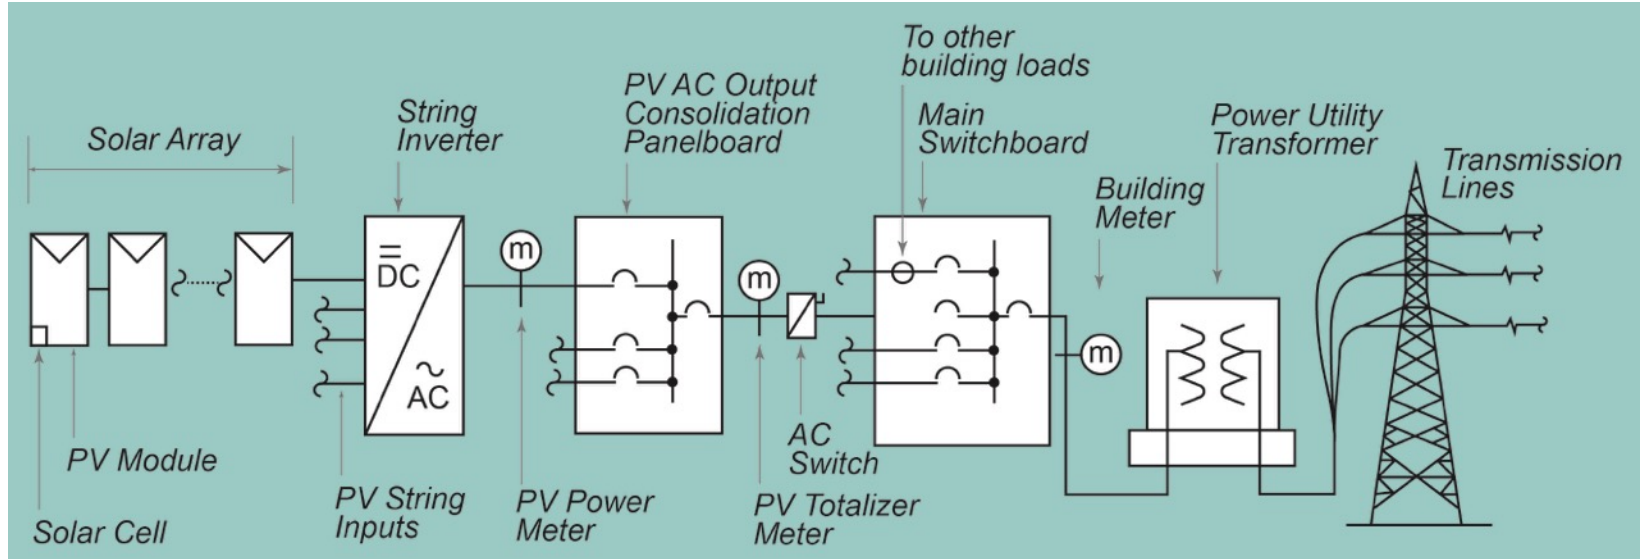 To other
building loads
PV AC Output
Consolidation
Panelboard
String
Inverter
Main
Switchboard
Power Utility
Transformer
Solar Array
Transmission
Lines
Building
Meter
DC
AC
m
m
m
AC
Switch
PV Module
PV String
Inputs
PV Power
Meter
PV Totalizer
Meter
Solar Cell